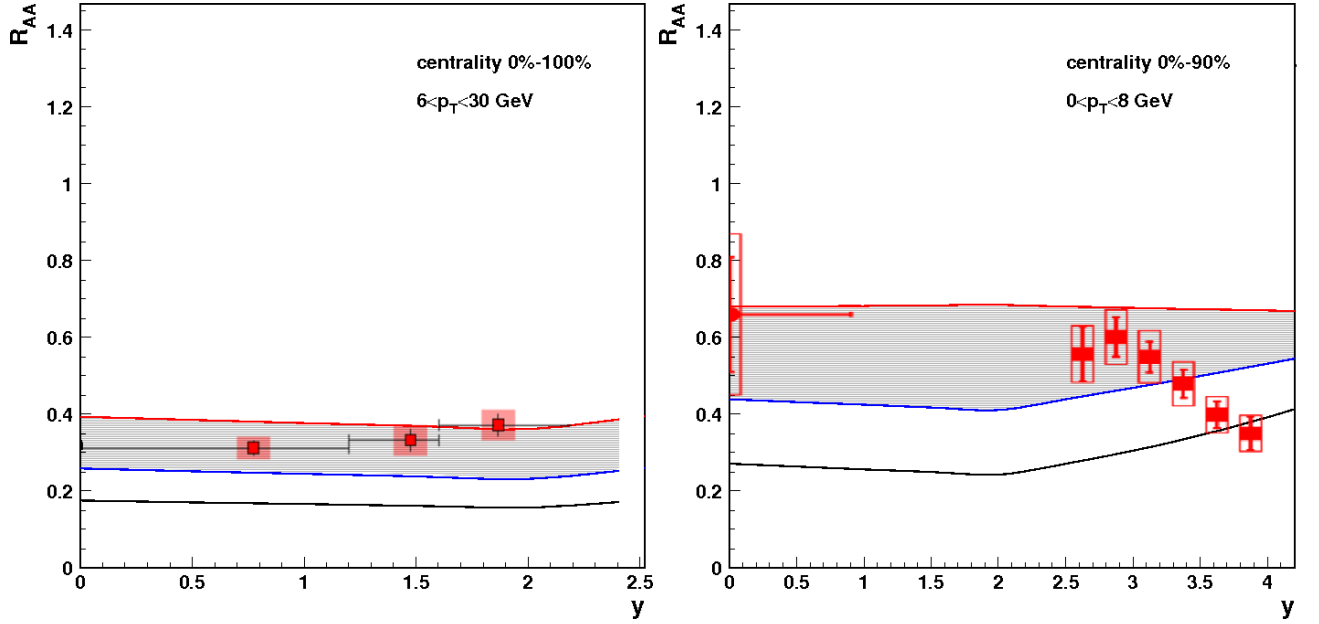 R_AA
1.4
1.2
1
0.8
0.6
0.4
0.2
0
centrality 0%-100%
6<p_T<30 GeV
0 0.5 1 1.5 2 2.5
y
R_AA
1.4
1.2
1
0.8
0.6
0.4
0.2
0
centrality 0%-90%
0<p_T<8 GeV
0 0.5 1 1.5 2 2.5 3 3.5 4
y